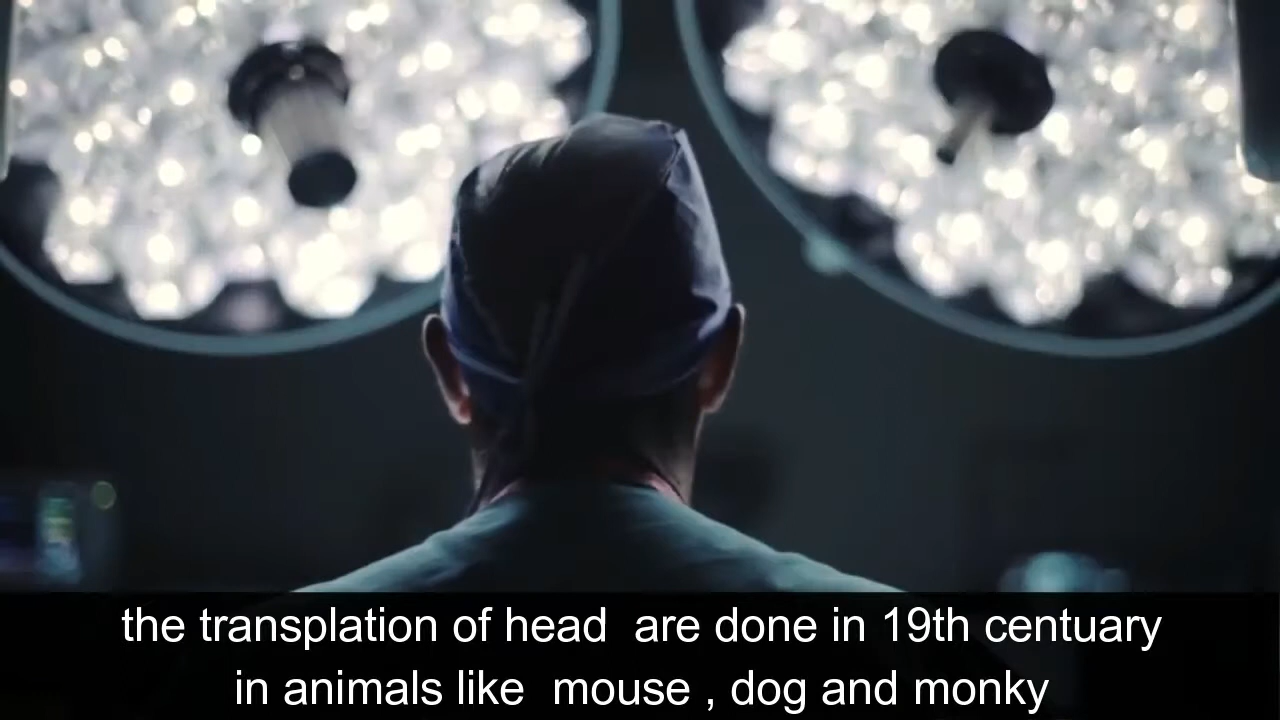 the transplation of head  are done in 19th centuary
in animals like  mouse , dog and monky